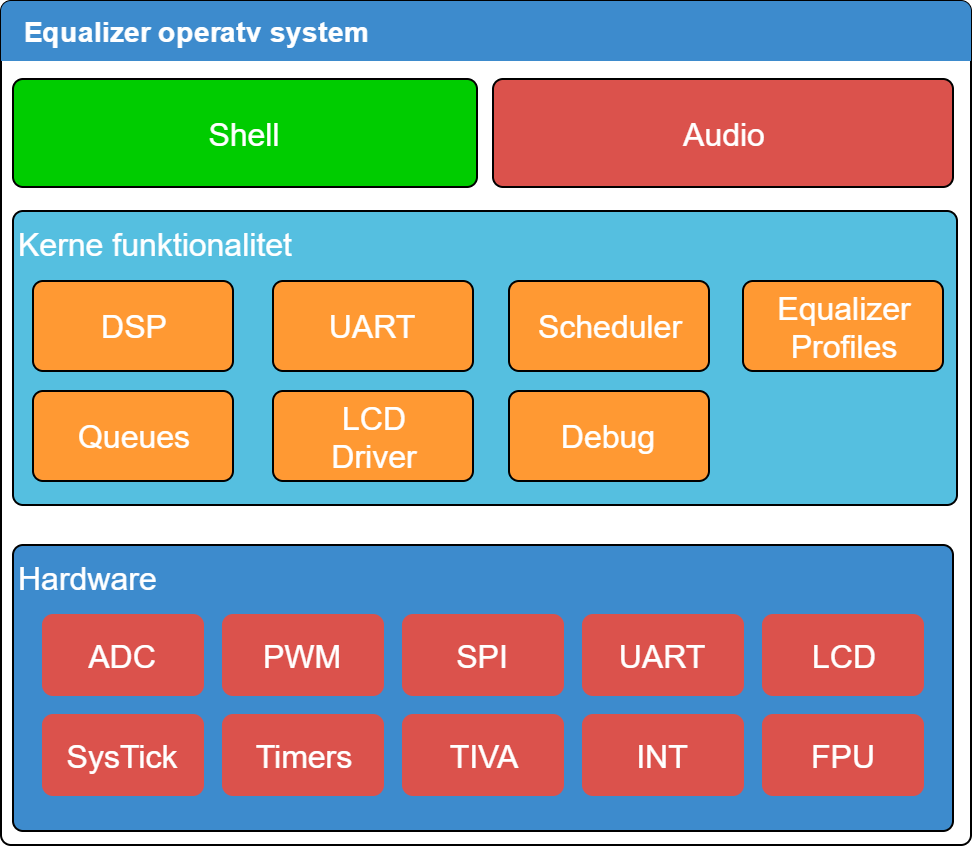 Equalizer operatv system
Shell
Audio
Kerne funktionalitet
DSP
UART
Scheduler
Equalizer
Profiles
Queues
LCD
Driver
Debug
Hardware
ADC
PWM
SPI
UART
LCD
SysTick
Timers
TIVA
INT
FPU